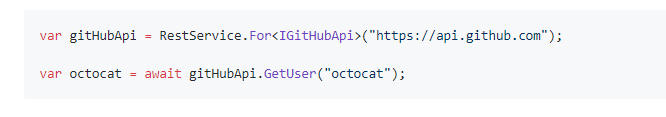 var gitHubApi = RestService.For<IGitHubApi>("https://api.github.com");
var octocat = await gitHubApi.GetUser("octocat");